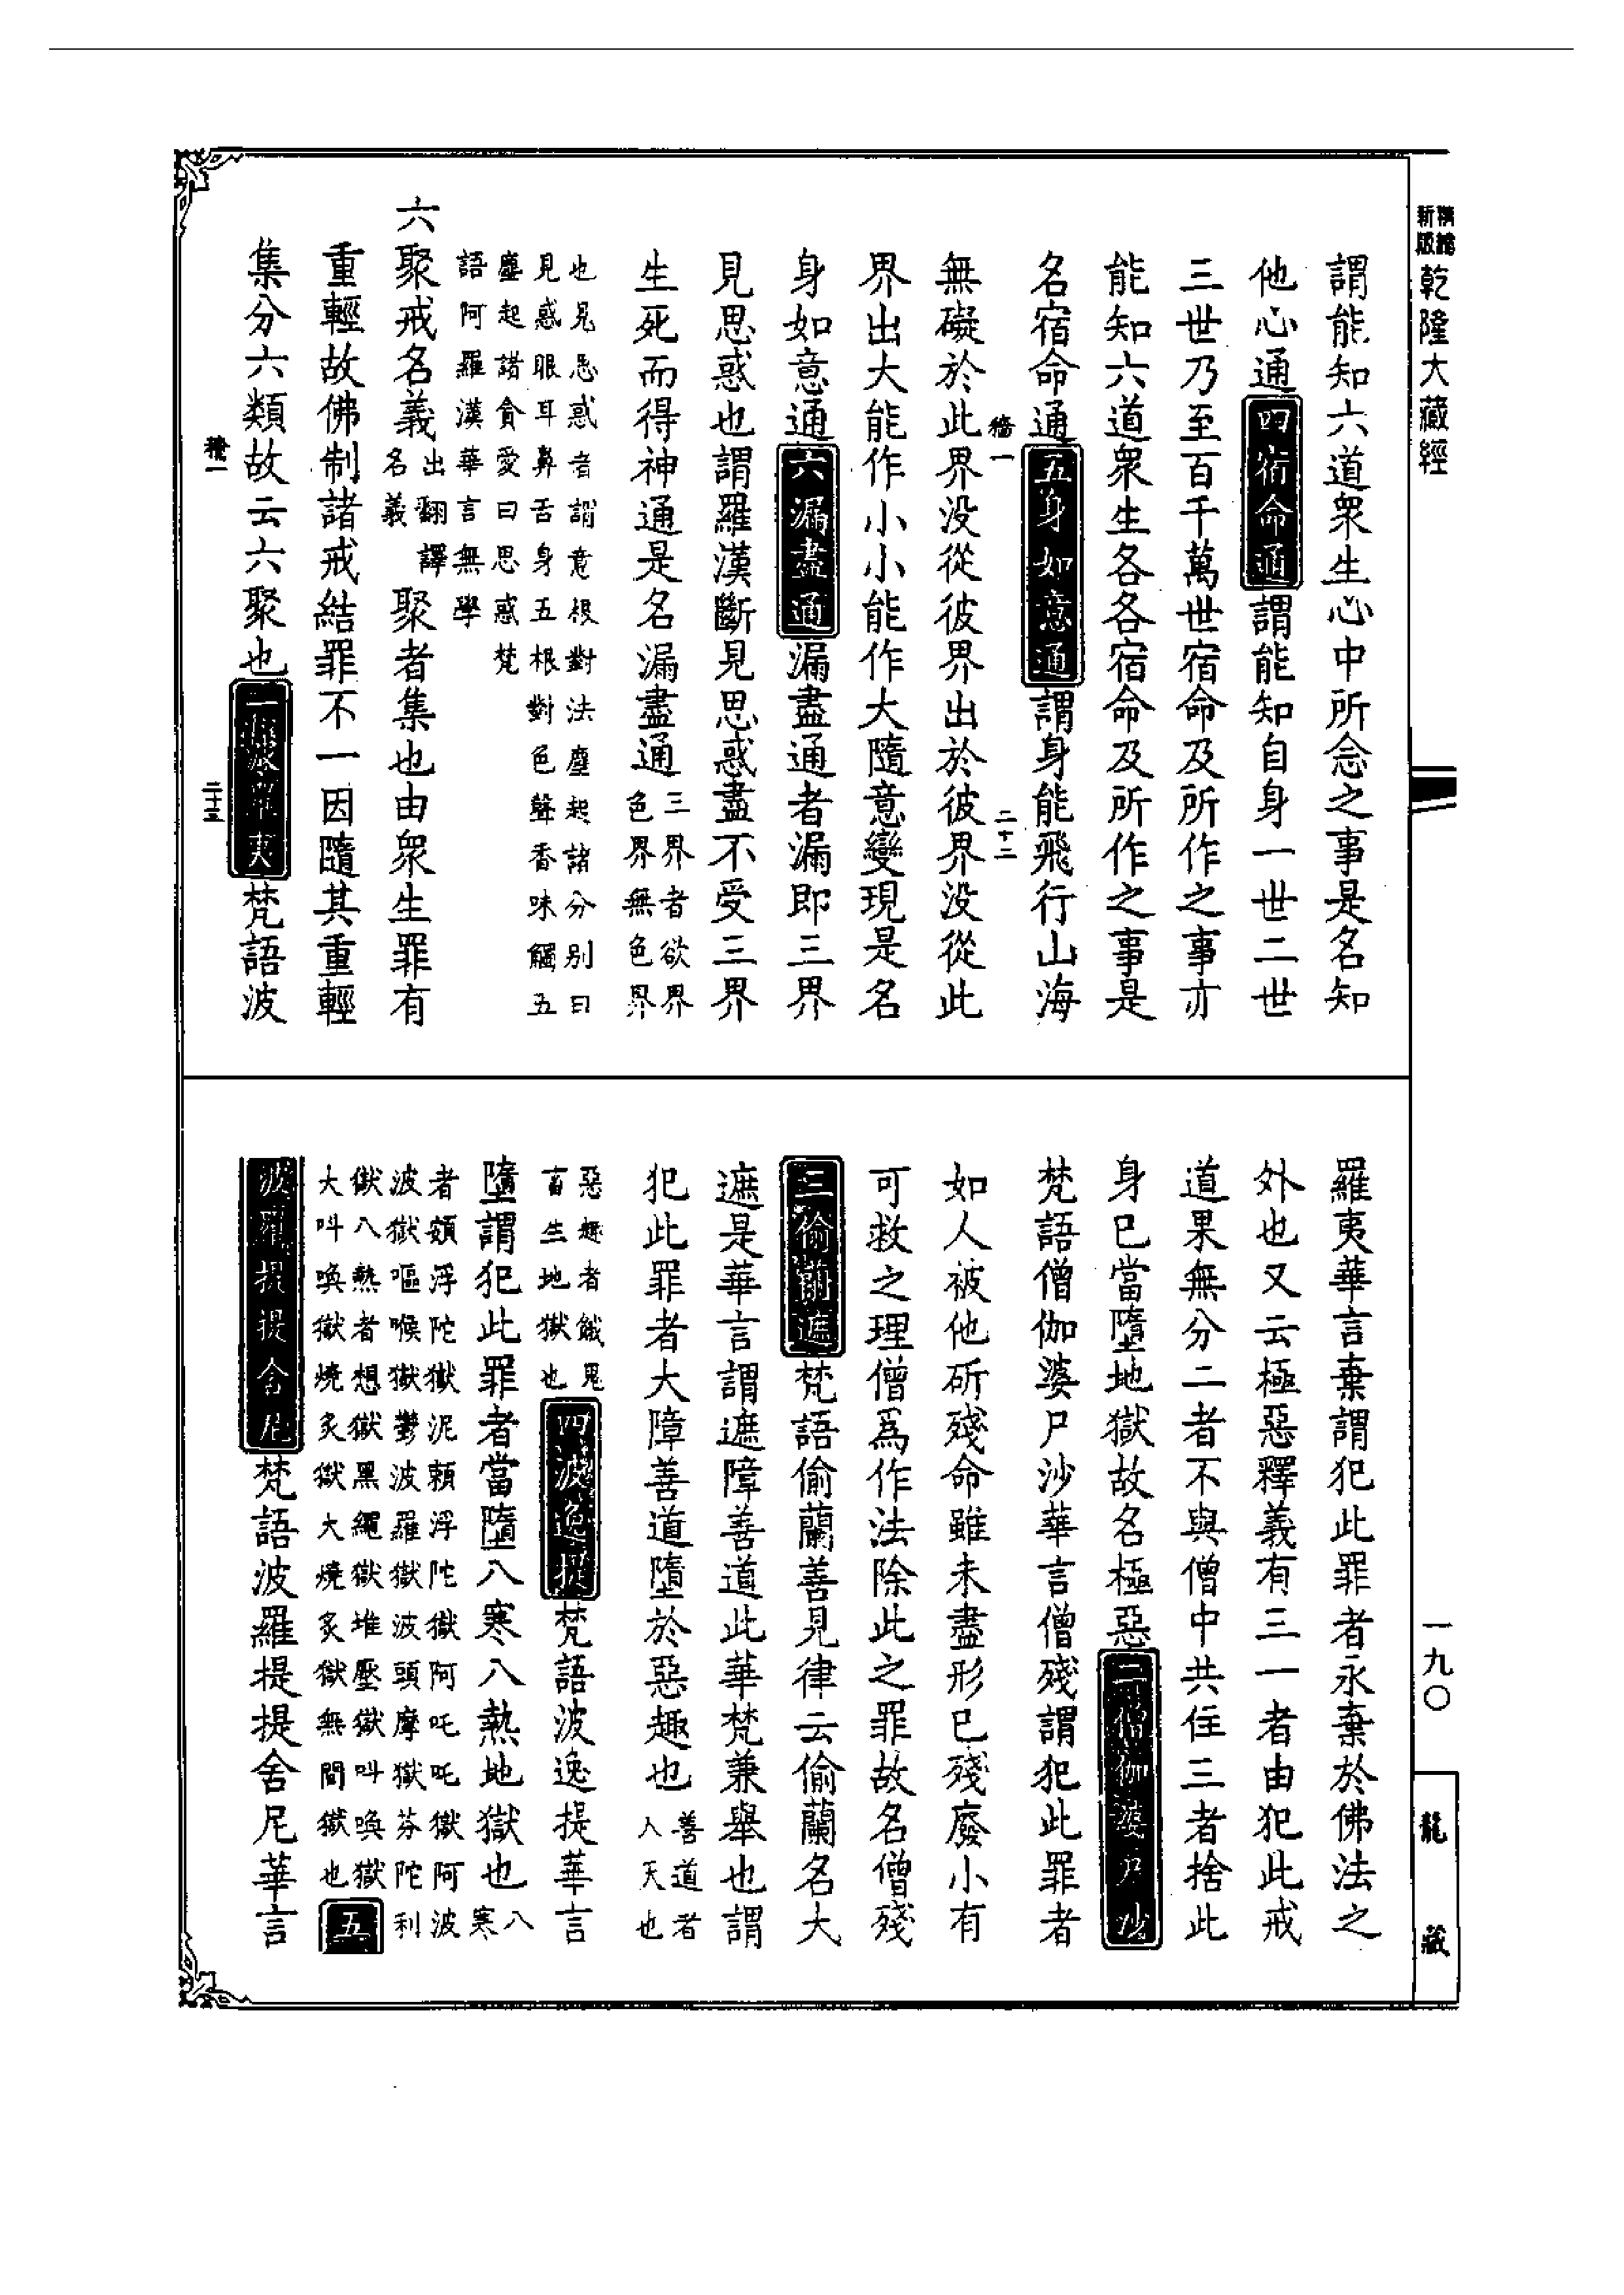 新版
乾隆大藏經
謂能知六道衆生心中所念之事是名知
他心通四宿命通謂能知自身一世二世
三世乃至百千萬世宿命及所作之事亦
能知六道衆生各各宿命及所作之事是
名宿命通五身如意通謂身能飛行山海
二十二
無礙於此界没從彼界出於彼界没從此
界出大能作小小能作大隨意變現是名
身如意通六漏盡通漏盡通者漏即三界
見思惑也謂羅漢斷見思惑盡不受三界
生死而得神通是名漏盡通三界者欲界
色界無色界
也見思惑者謂意根對法塵起諸分別曰
見惑眼耳鼻舌身五根對色聲香味觸五
塵起諸貪愛曰思惑梵
語阿羅漢華言無學
六聚戒名義出翻譯
名義聚者集也由衆生罪有
重輕故佛制諸戒結罪不一因隨其重輕
集分六類故云六聚也一波羅夷梵語波
二十三
羅夷華言棄謂犯此罪者永棄於佛法之
外也又云極惡釋義有三一者由犯此戒
道果無分二者不與僧中共住三者捨此
身已當墮地獄故名極惡二僧伽婆尸沙
梵語僧伽婆尸沙華言僧殘謂犯此罪者
如人被他斫殘命雖未盡形已殘廢小有
可救之理僧爲作法除此之罪故名僧殘
三偷蘭遮梵語偷蘭善見律云偷蘭名大
遮是華言謂遮障善道此華梵兼舉也謂
犯此罪者大障善道墮於惡趣也善道者
人天也
惡趣者餓鬼
畜生地獄也四波逸提梵語波逸提華言
墮謂犯此罪者當墮八寒八熱地獄也八
寒
者頞浮陀獄泥賴浮陀獄阿吒吒獄阿波
波獄嘔喉獄鬱波羅獄波頭摩獄芬陀利
獄八熱者想獄黑繩獄堆壓獄叫喚獄
大叫喚獄燒炙獄大燒炙獄無間獄也五
波羅提提舍尼梵語波羅提提舍尼華言
一九〇
龍藏